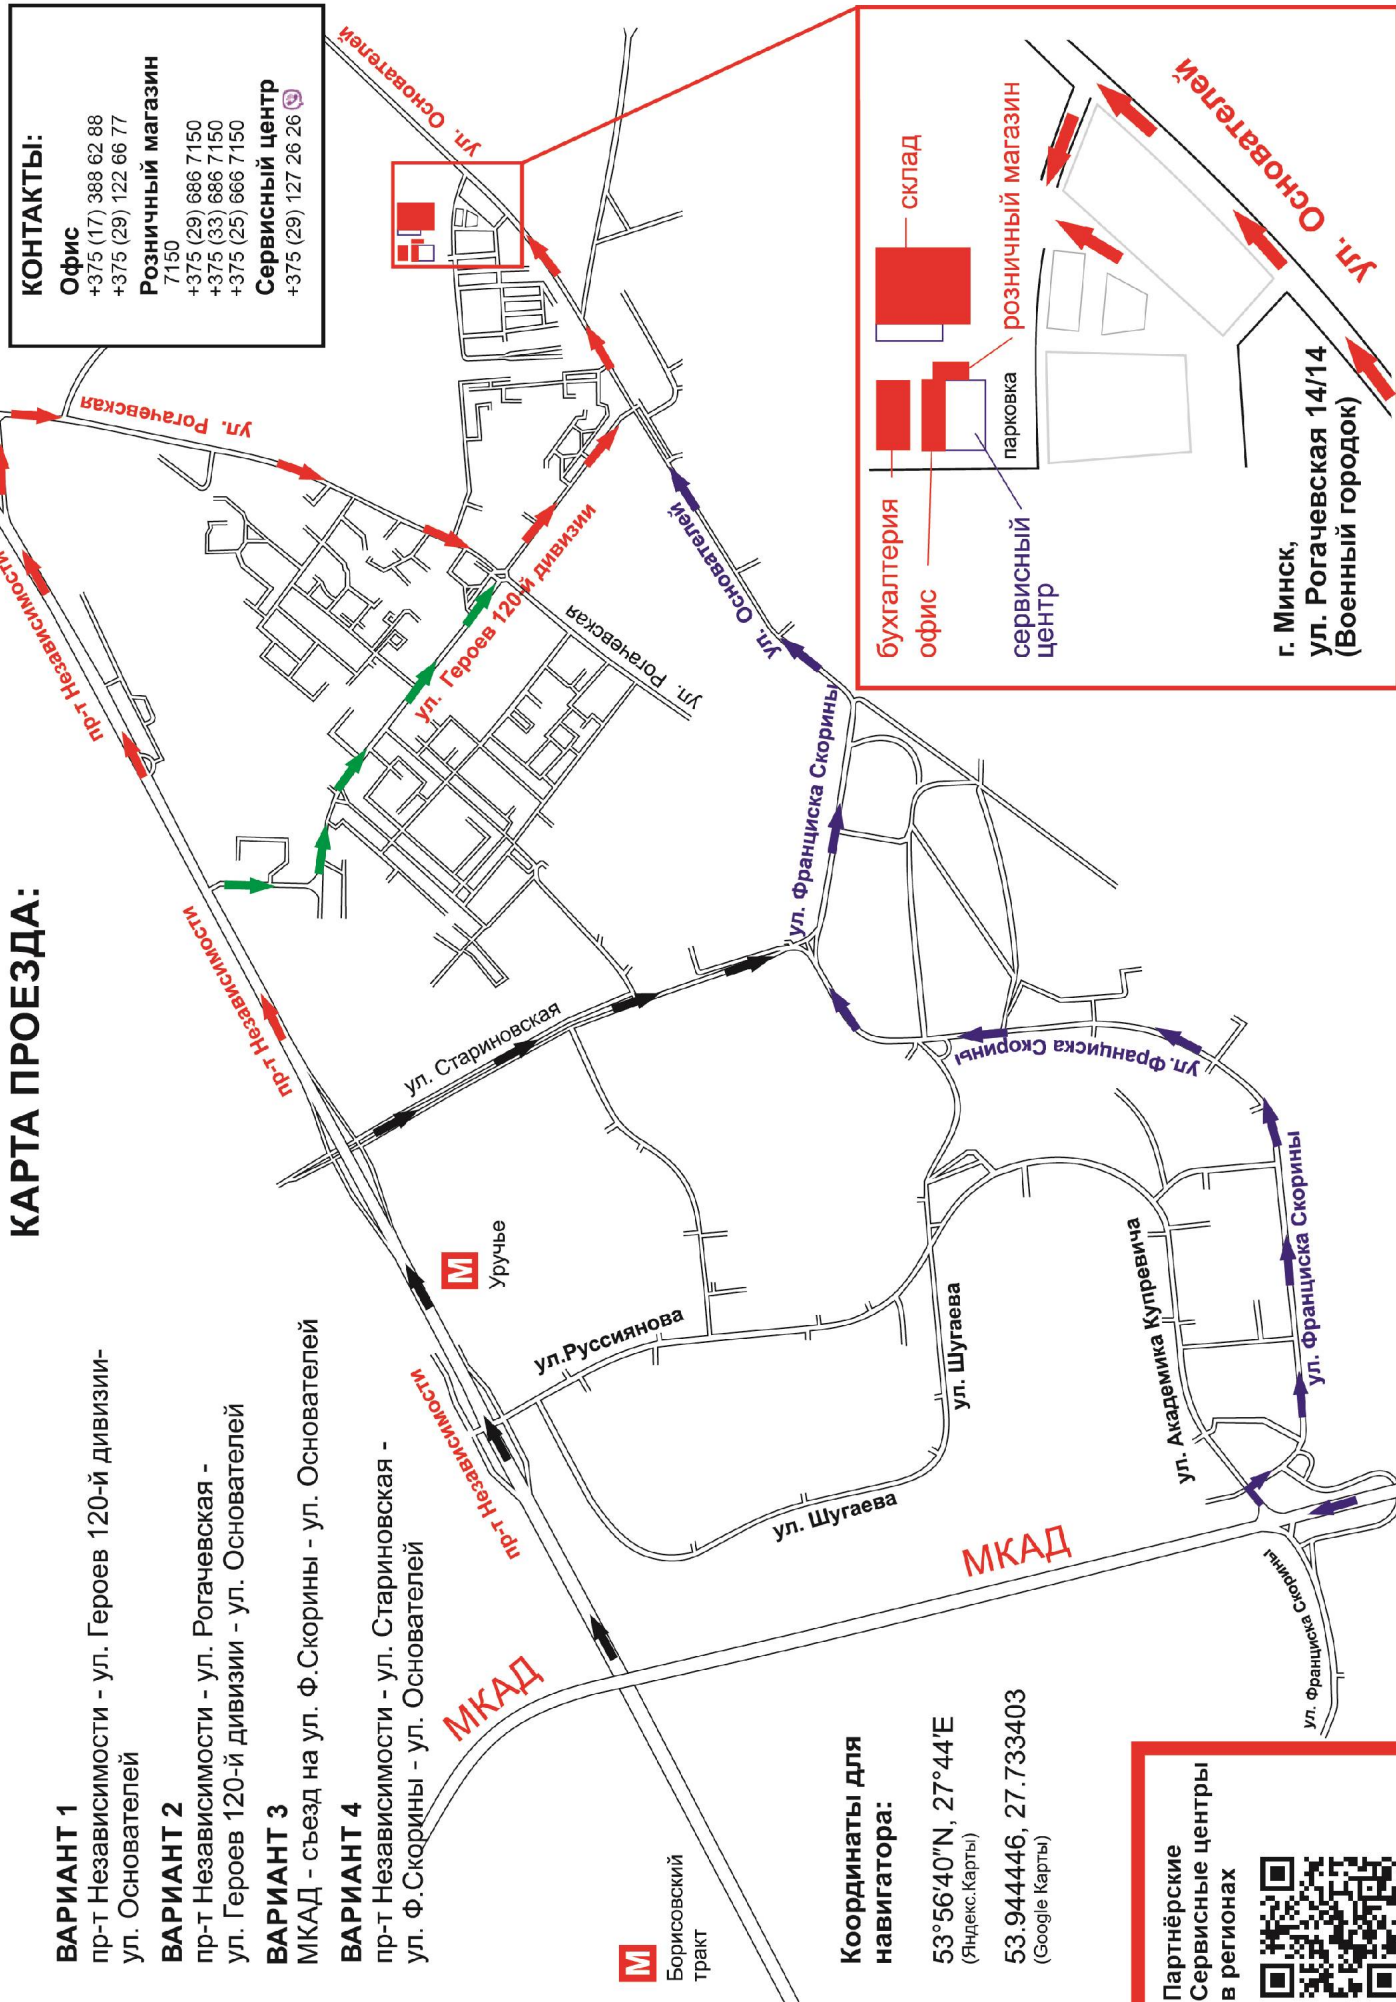 КАРТА ПРОЕЗДА:
ВАРИАНТ 1
пр-т Независимости - ул. Героев 120-й дивизии-
ул. Основателей
ВАРИАНТ 2
пр-т Независимости - ул. Рогачевская -
ул. Героев 120-й дивизии - ул. Основателей
ВАРИАНТ 3
МКАД - съезд на ул. Ф.Скорины - ул. Основателей
ВАРИАНТ 4
пр-т Независимости - ул. Стариновская -
ул. Ф.Скорины - ул. Основателей
КОНТАКТЫ:
Офис
+375 (17) 388 62 88
+375 (29) 122 66 77
Розничный магазин
7150
+375 (29) 686 7150
+375 (33) 686 7150
+375 (25) 666 7150
Сервисный центр
+375 (29) 127 26 26
пр-т Независимости
пр-т Независимости
пр-т Независимости
ул. Рогачевская
ул. Основателей
ул. Героев 120-й дивизии
ул. Рогачевская
ул. Основателей
ул. Стариновская
ул. Франциска Скорины
ул. Франциска Скорины
ул. Франциска Скорины
ул. Франциска Скорины
М
Уручье
ул.Руссиянова
ул. Шугаева
ул. Шугаева
ул. Академика Купревича
МКАД
МКАД
М
Борисовский
тракт
Координаты для
навигатора:
53°56'40"N, 27°44'E
(Яндекс.Карты)
53.944446, 27.733403
(Google Карты)
Партнёрские
Сервисные центры
в регионах
бухгалтерия
офис
сервисный
центр
склад
розничный магазин
парковка
ул. Основателей
г. Минск,
ул. Рогачевская 14/14
(Военный городок)